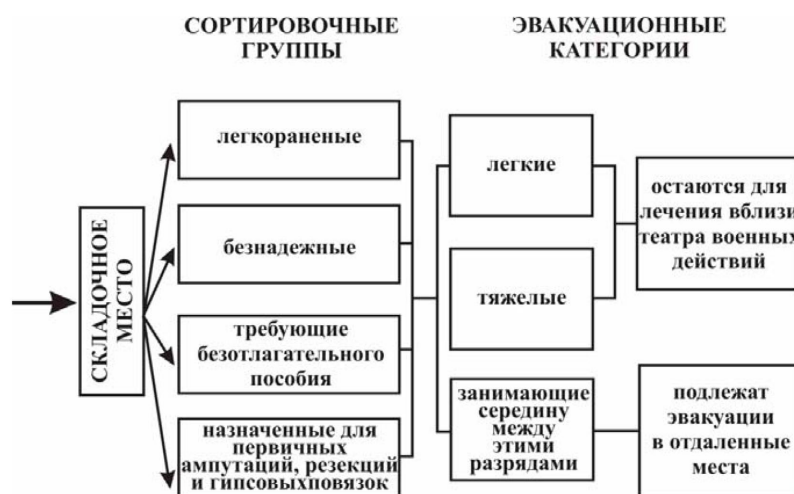 СОРТИРОВОЧНЫЕ
ГРУППЫ
ЭВАКУАЦИОННЫЕ
КАТЕГОРИИ
СКЛАДОЧНОЕ
МЕСТО
легкораненые
безнадежные
требующие
безотлагательного
пособия
назначенные для
первичных
ампутаций, резекций
и гипсовыхповязок
легкие
тяжелые
занимающие
середину
между
этими
разрядами
остаются для
лечения вблизи
театра военных
действий
подлежат
эвакуации
в отдаленные
места